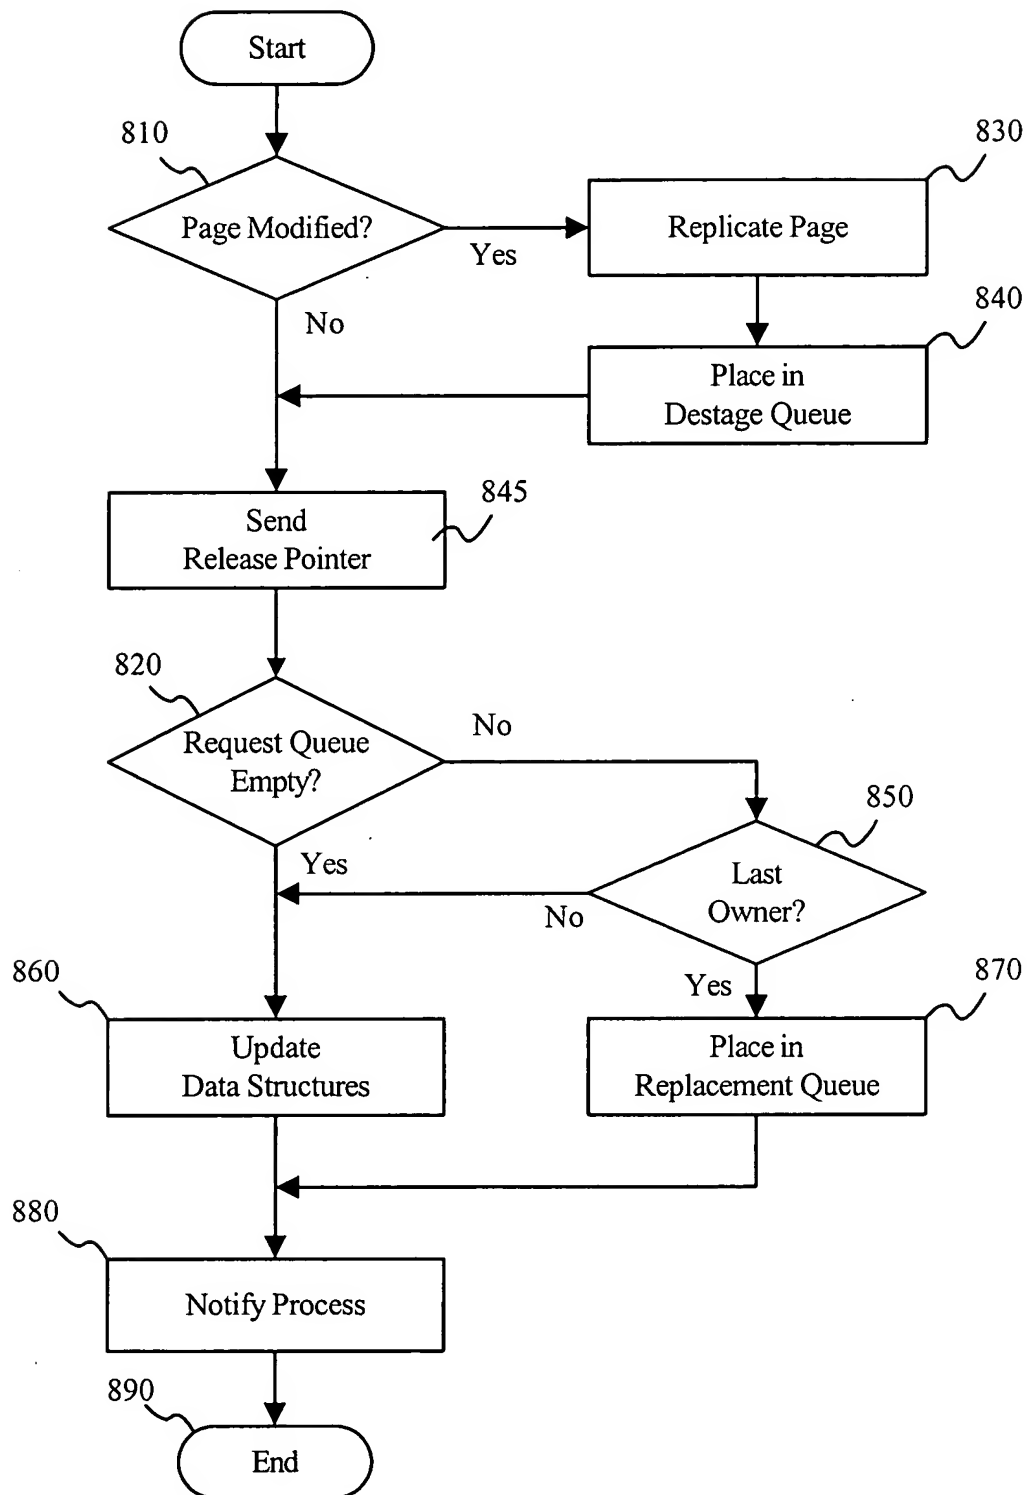 Start
810
Page Modified?
Yes
No
830
Replicate Page
840
Place in
Destage Queue
845
Send
Release Pointer
820
Request Queue
Empty?
No
Yes
850
Last
Owner?
No
Yes
860
Update
Data Structures
870
Place in
Replacement Queue
880
Notify Process
890
End